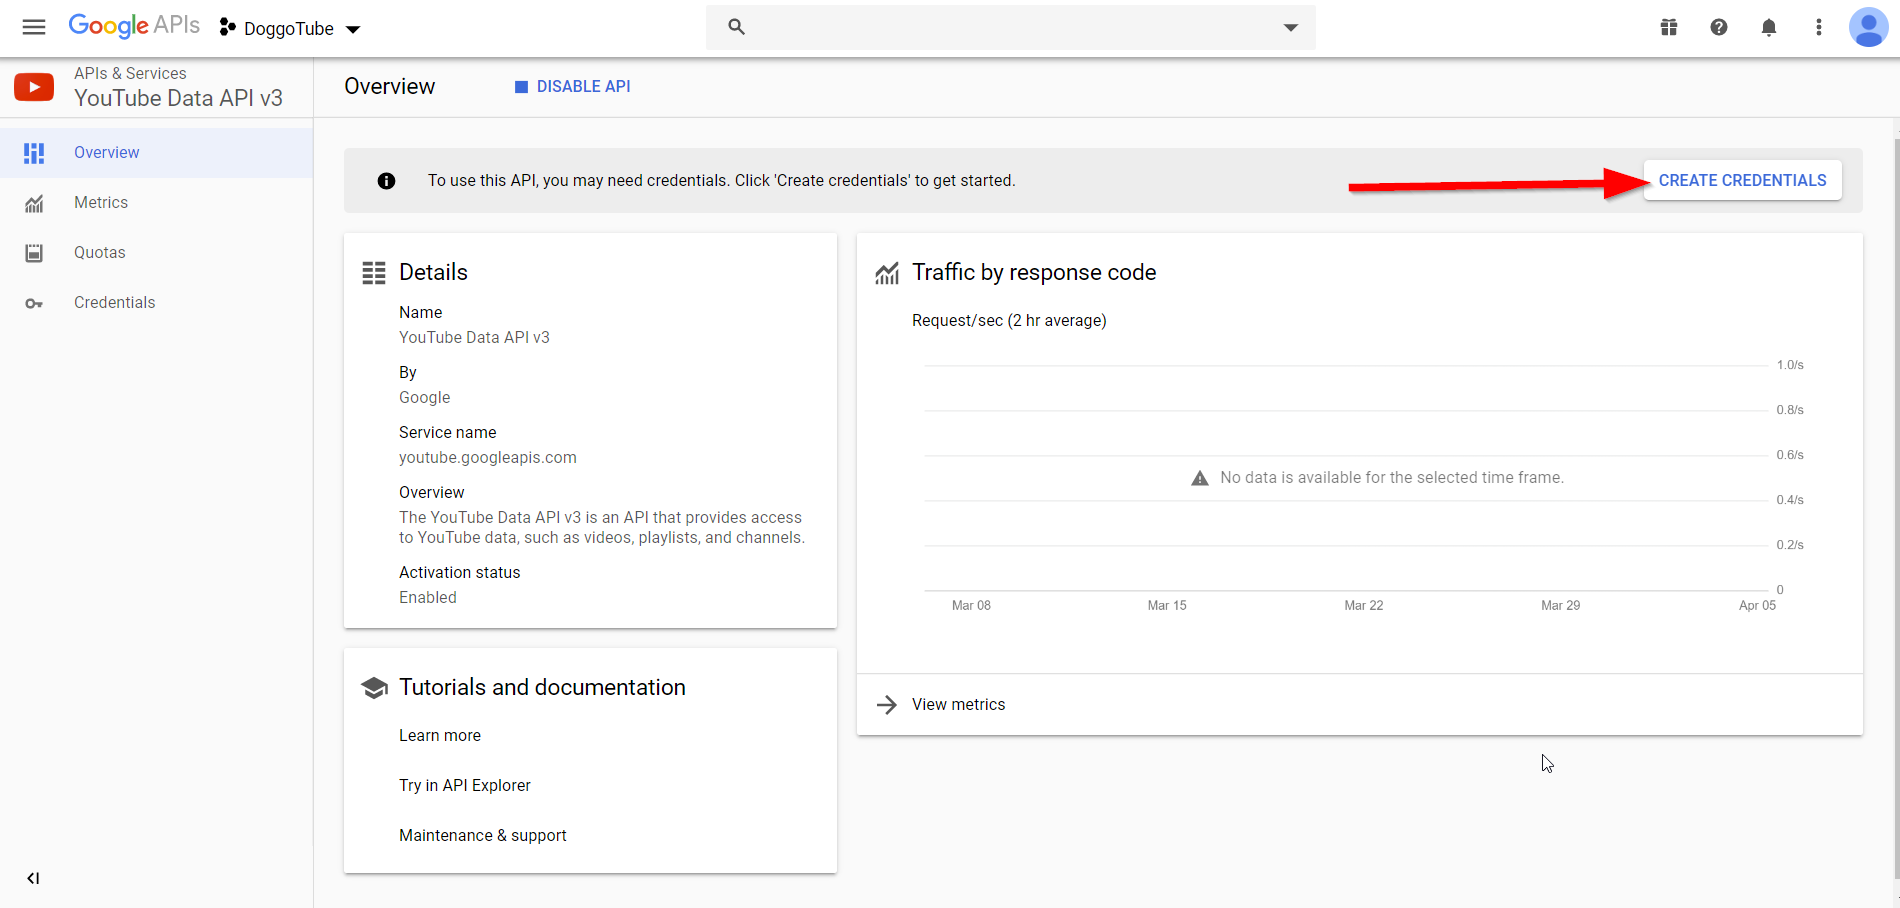 Google APIs
DoggoTube
APIs & Services
YouTube Data API v3
Overview
DISABLE API
Overview
Metrics
Quotas
Credentials
To use this API, you may need credentials. Click 'Create credentials' to get started.
CREATE CREDENTIALS
Details
Name
YouTube Data API v3
By
Google
Service name
youtube.googleapis.com
Overview
The YouTube Data API v3 is an API that provides access
to YouTube data, such as videos, playlists, and channels.
Activation status
Enabled
Tutorials and documentation
Learn more
Try in API Explorer
Maintenance & support
Traffic by response code
Request/sec (2 hr average)
1.0/s
0.8/s
0.6/s
No data is available for the selected time frame.
0.4/s
0.2/s
0
Mar 08 Mar 15 Mar 22 Mar 29 Apr 05
View metrics